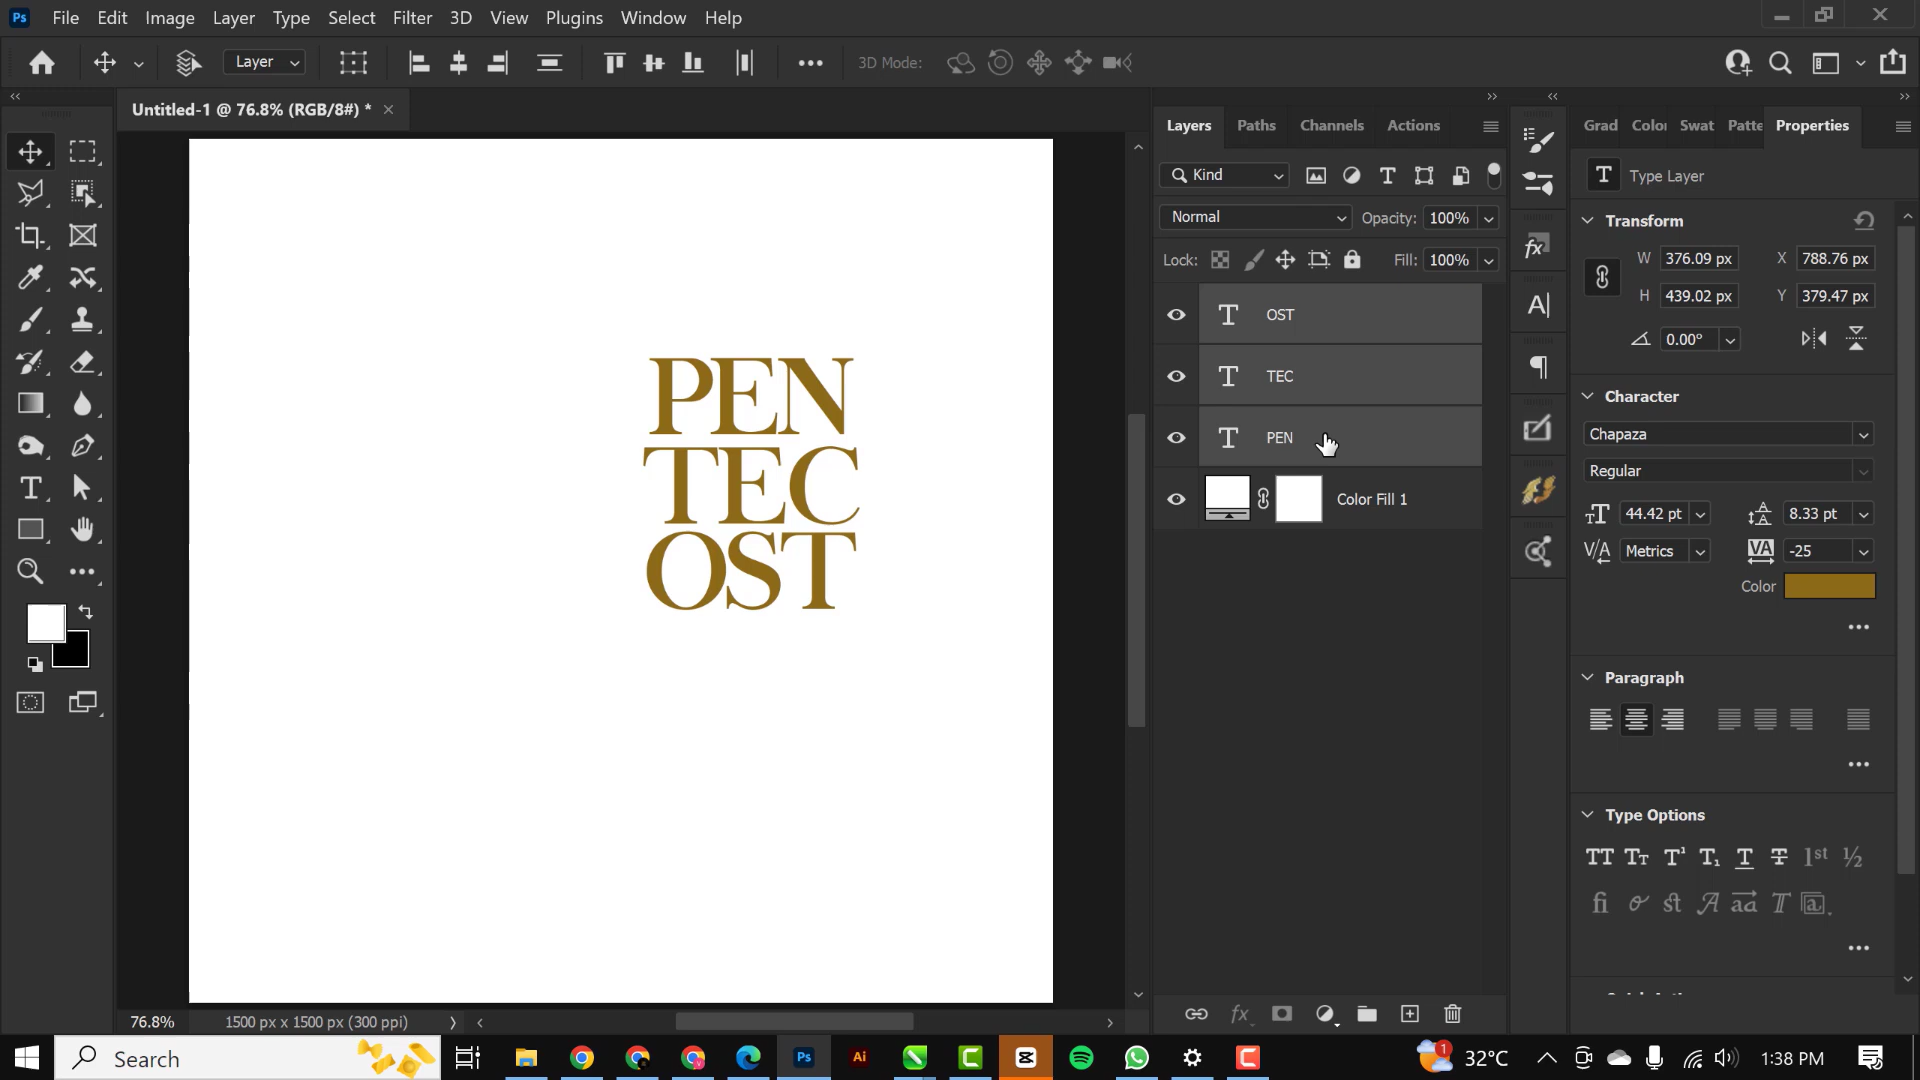 Ps File Edit Image Layer Type Select Filter 3D View Plugins Window Help
Layer 3D Mode:
Untitled-1 @ 76.8% (RGB/8#) *
PEN
TEC
OST
76.8% 1500 px x 1500 px (300 ppi)
Layers Paths Channels Actions
Kind
Normal Opacity: 100%
Lock: Fill: 100%
OST
TEC
PEN
Color Fill 1
Grad Color Swat Patte Properties
Type Layer
Transform
W 376.09 px X 788.76 px
H 439.02 px Y 379.47 px
0.00°
Character
Chapaza
Regular
44.42 pt 8.33 pt
Metrics -25
Color
Paragraph
Type Options
Search
Ps Ai
1 32°C 1:38 PM